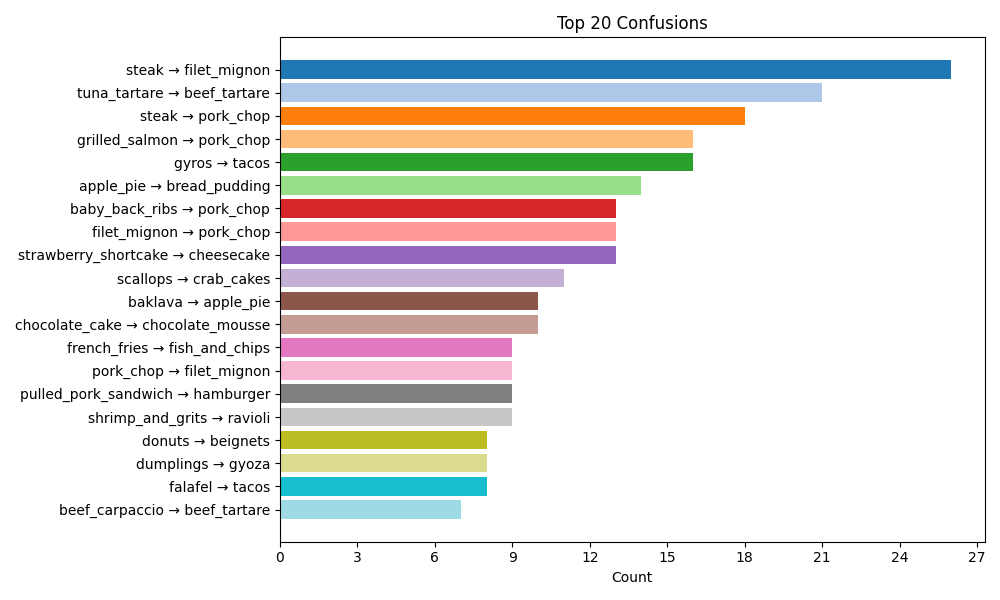 Top 20 Confusions
steak → filet_mignon
tuna_tartare → beef_tartare
steak → pork_chop
grilled_salmon → pork_chop
gyros → tacos
apple_pie → bread_pudding
baby_back_ribs → pork_chop
filet_mignon → pork_chop
strawberry_shortcake → cheesecake
scallops → crab_cakes
baklava → apple_pie
chocolate_cake → chocolate_mousse
french_fries → fish_and_chips
pork_chop → filet_mignon
pulled_pork_sandwich → hamburger
shrimp_and_grits → ravioli
donuts → beignets
dumplings → gyoza
falafel → tacos
beef_carpaccio → beef_tartare
0 3 6 9 12 15 18 21 24 27
Count